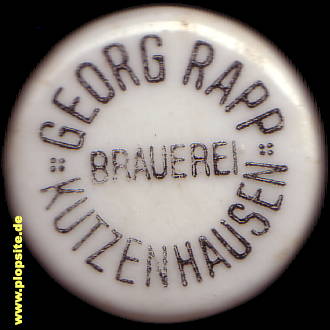 GEORG RAPP
BRAUEREI
:: KUTZENHAUSEN ::
www.plopsite.de